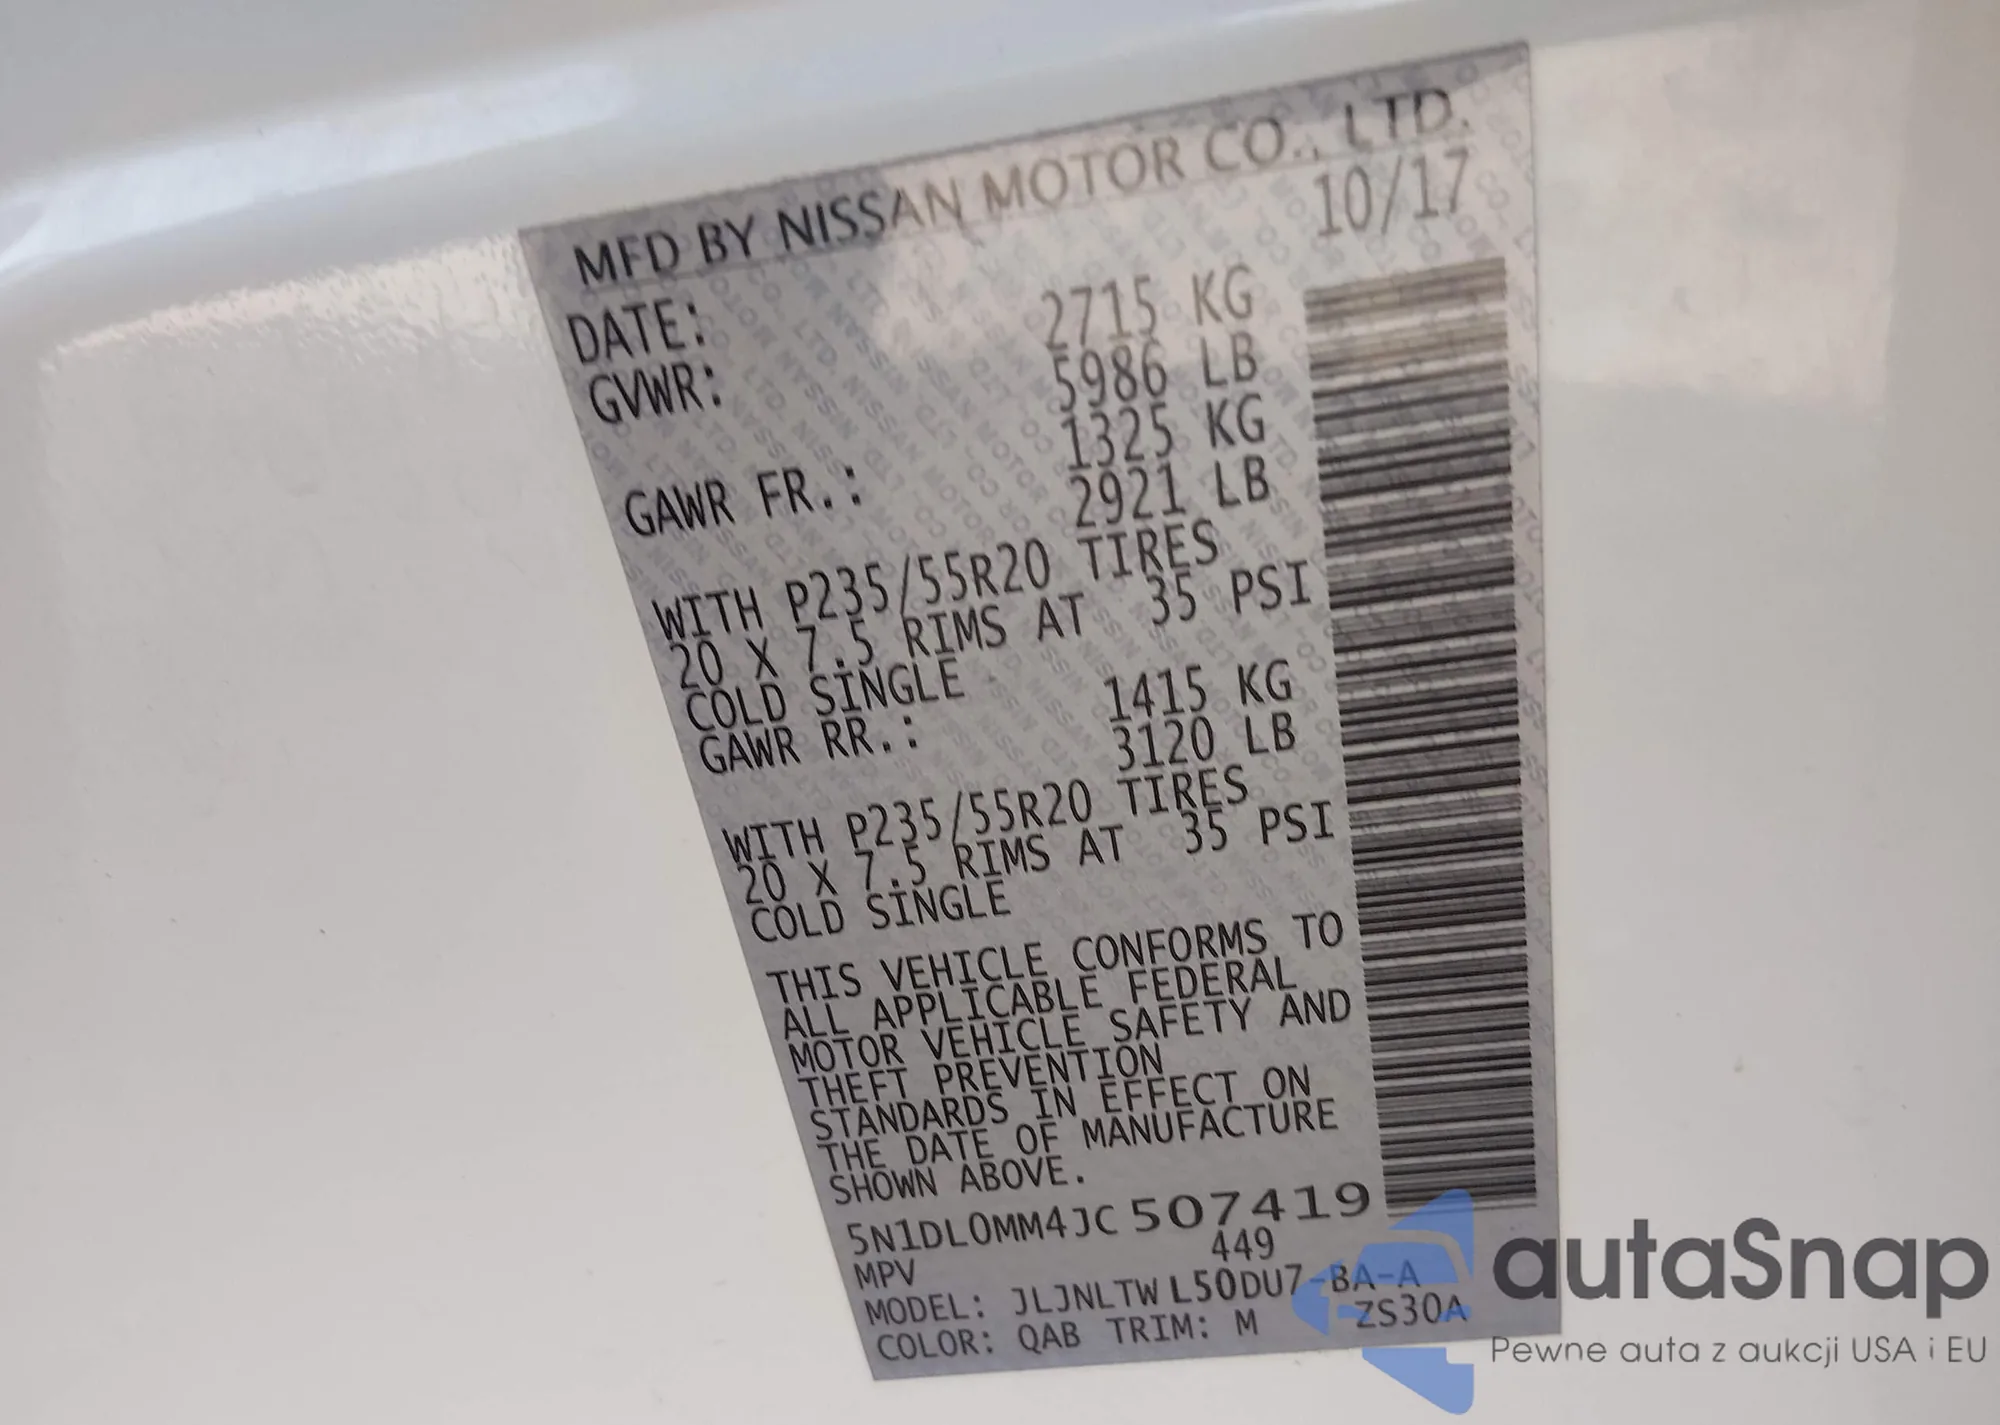 MFD BY NISSAN MOTOR CO., LTD.
DATE: 10/17
GVWR: 2715 KG
5986 LB
GAWR FR.: 1325 KG
2921 LB
WITH P235/55R20 TIRES
20 X 7.5 RIMS AT 35 PSI
COLD SINGLE
GAWR RR.: 1415 KG
3120 LB
WITH P235/55R20 TIRES
20 X 7.5 RIMS AT 35 PSI
COLD SINGLE
THIS VEHICLE CONFORMS TO
ALL APPLICABLE FEDERAL
MOTOR VEHICLE SAFETY AND
THEFT PREVENTION
STANDARDS IN EFFECT ON
THE DATE OF MANUFACTURE
SHOWN ABOVE.
5N1DL0MM4JC507419
449
MPV
MODEL: JLJNLTW L50DU7-BA-A
COLOR: QAB TRIM: M ZS30A
autaSnap
Pewne auta z aukcji USA i EU